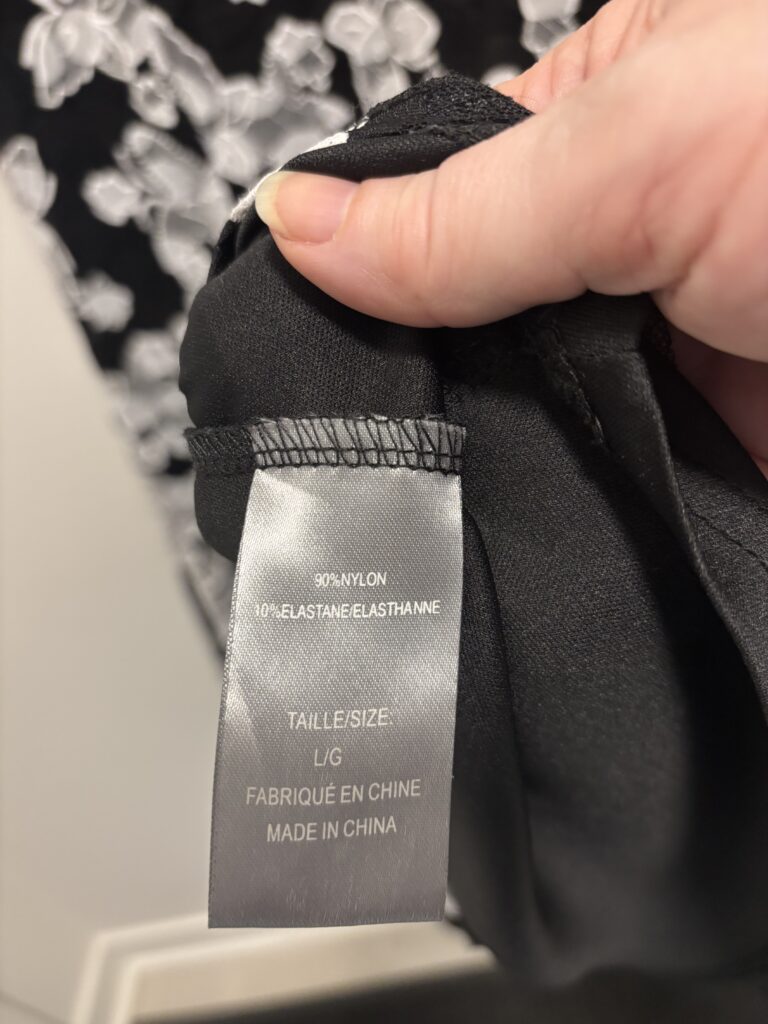 90%NYLON
10%ELASTANE/ELASTHANNE
TAILLE/SIZE:
L/G
FABRIQUÉ EN CHINE
MADE IN CHINA